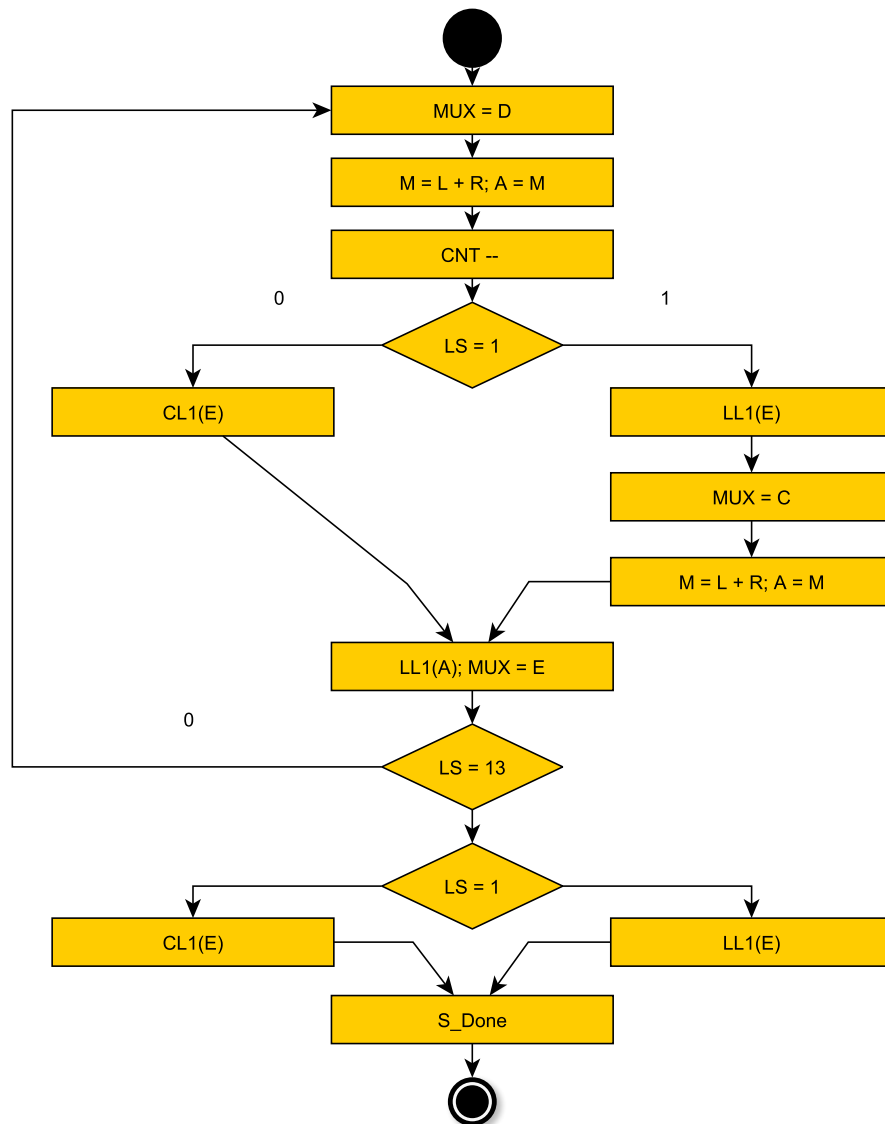 MUX = D
M = L + R; A = M
CNT --
0
1
LS = 1
CL1(E)
LL1(E)
MUX = C
M = L + R; A = M
LL1(A); MUX = E
0
LS = 13
LS = 1
CL1(E)
LL1(E)
S_Done